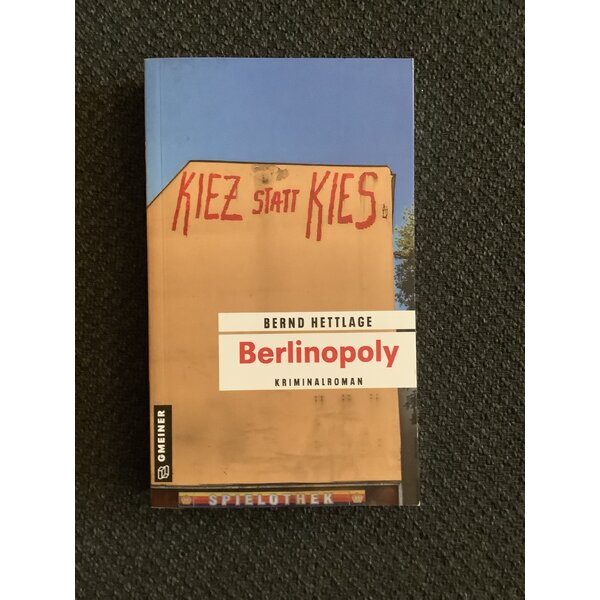 KIEZ STATT KIES
BERND HETTLAGE
Berlinopoly
KRIMINALROMAN
GMEINER
SPIELOTHEK